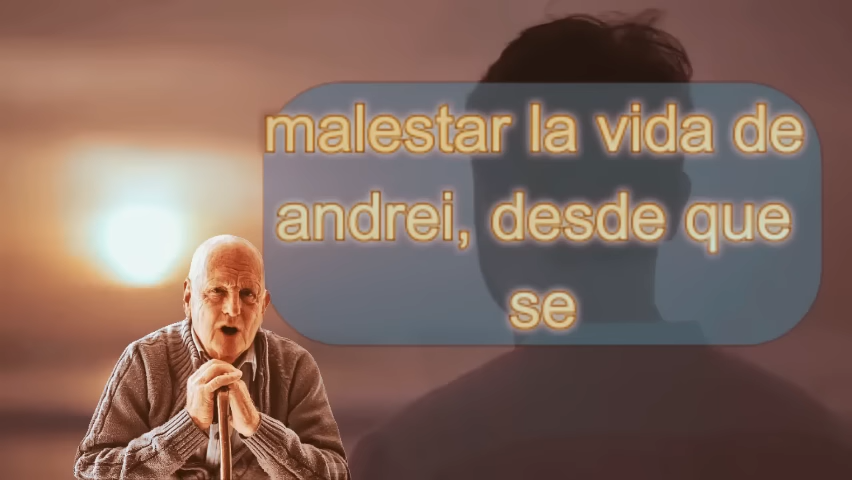 malestar la vida de
andrei, desde que
se